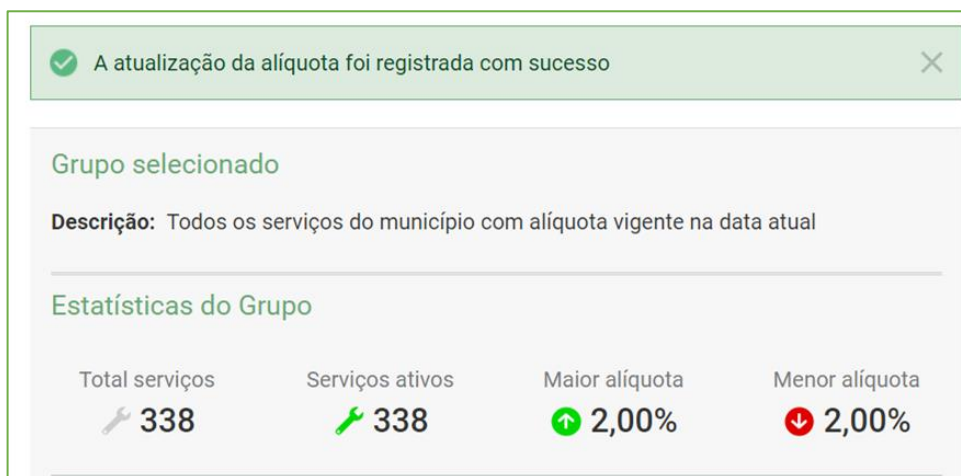 A atualização da alíquota foi registrada com sucesso
Grupo selecionado
Descrição: Todos os serviços do município com alíquota vigente na data atual
Estatísticas do Grupo
Total serviços Serviços ativos Maior alíquota Menor alíquota
338 338 2,00% 2,00%